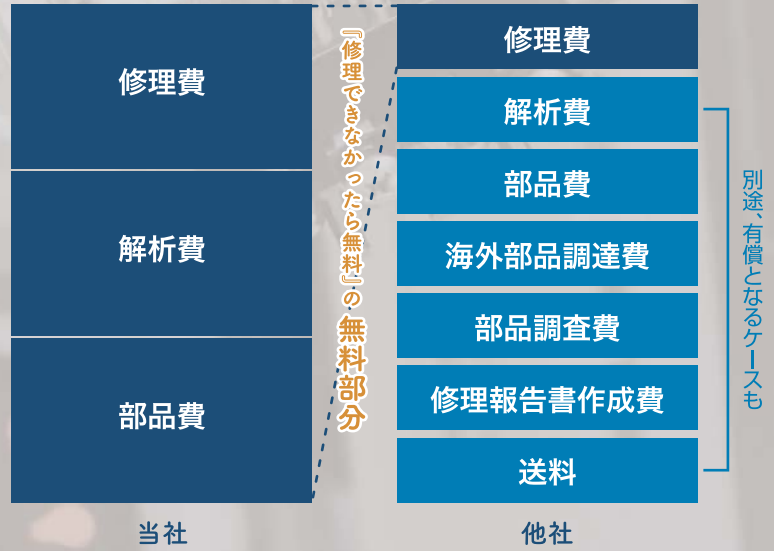 修理費
解析費
部品費
当社
『修理できなかったら無料』の無料部分
修理費
解析費
部品費
海外部品調達費
部品調査費
修理報告書作成費
送料
他社
別途、有償となるケースも